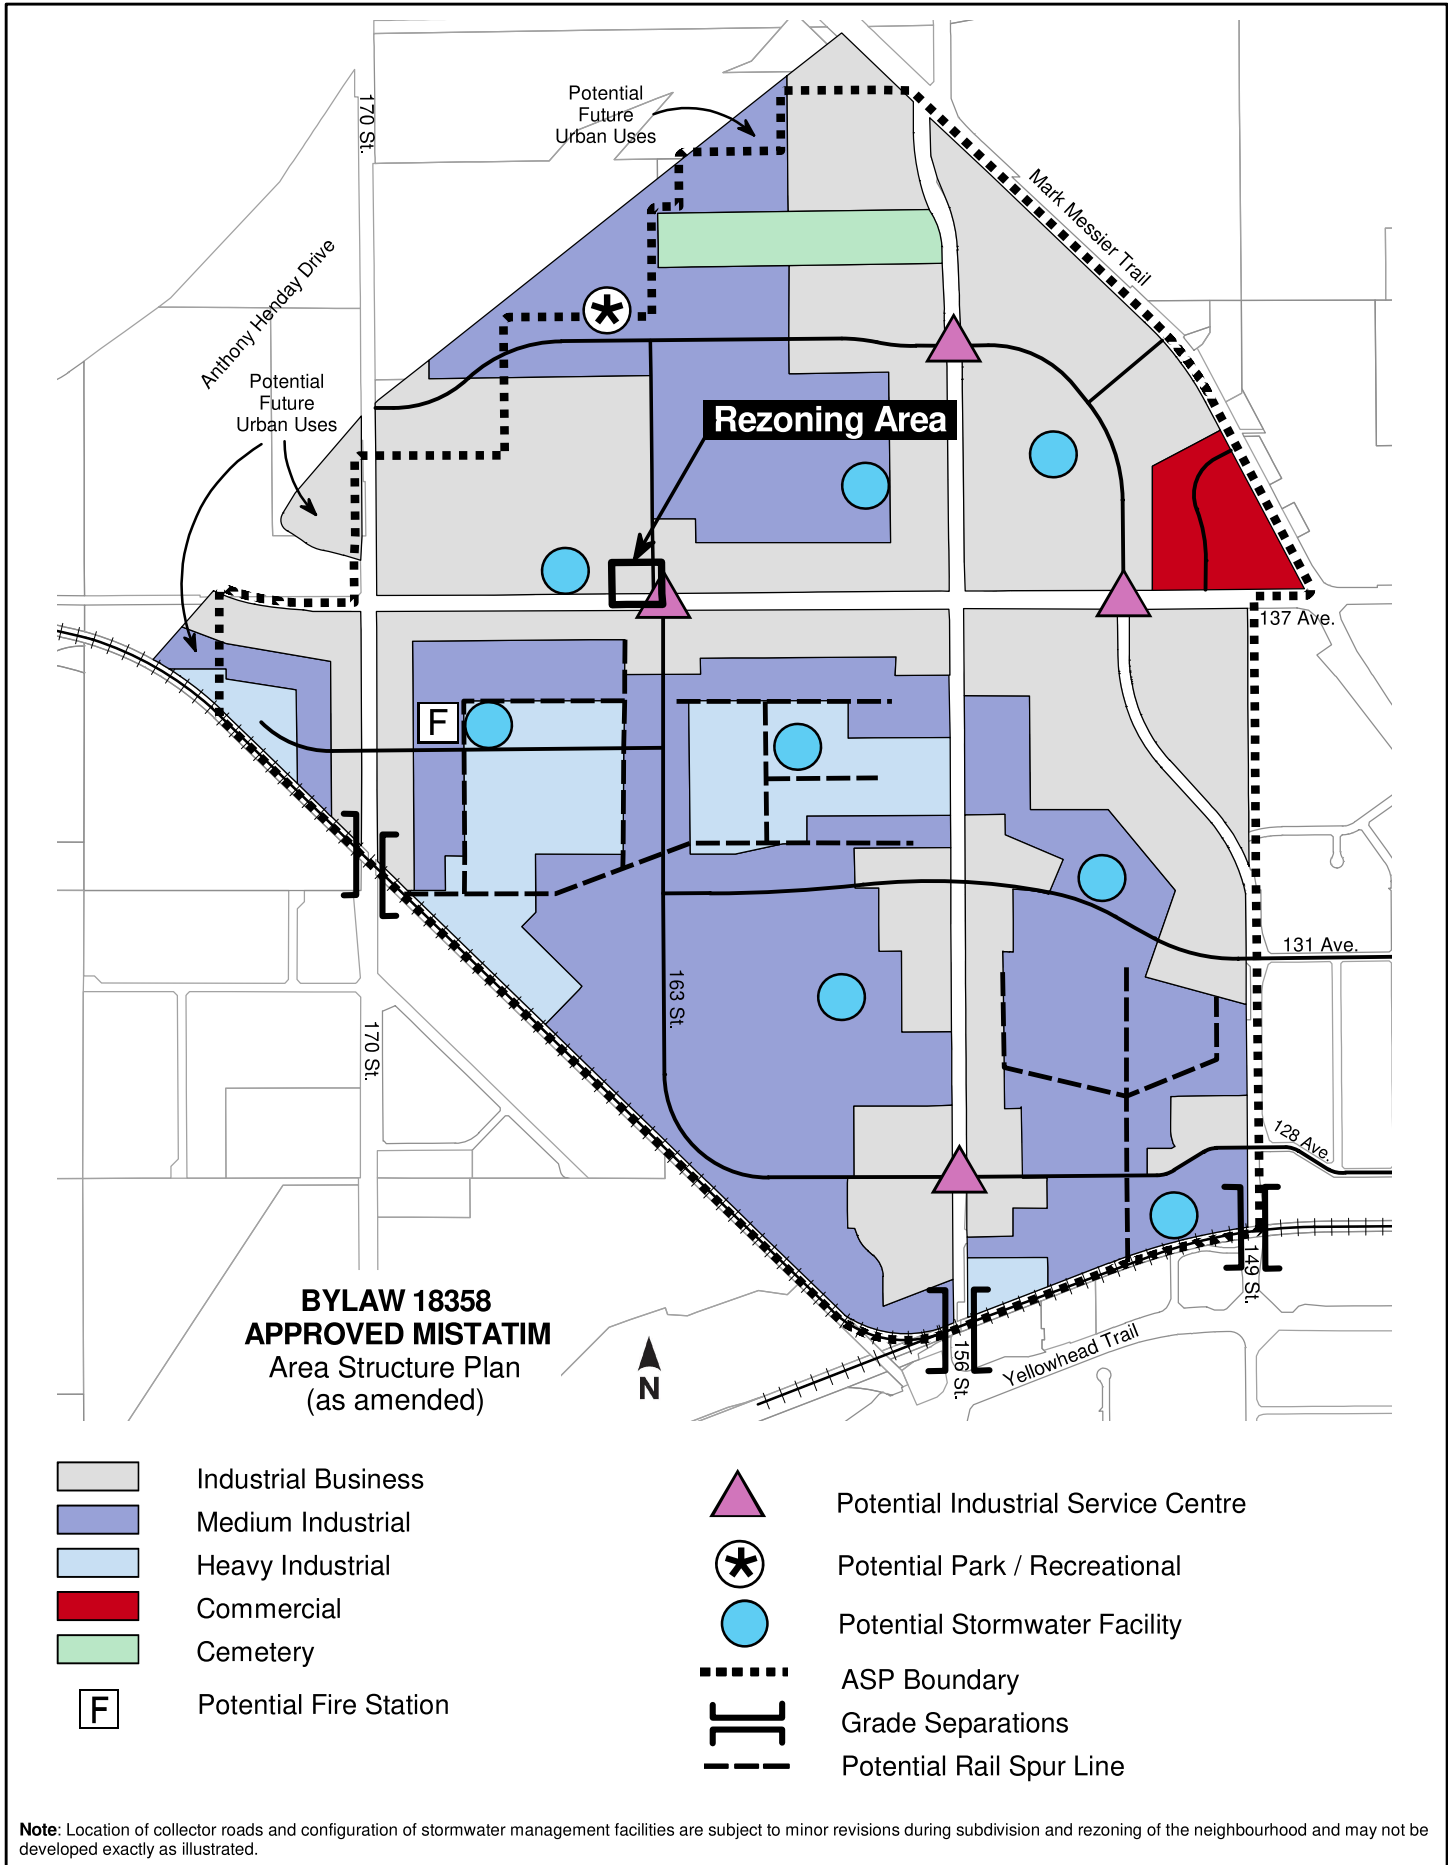 170 St.
Potential
Future
Urban Uses
Mark Messier Trail
Anthony Henday Drive
Potential
Future
Urban Uses
Rezoning Area
137 Ave.
F
131 Ave.
163 St.
170 St.
128 Ave.
149 St.
156 St.
Yellowhead Trail
BYLAW 18358
APPROVED MISTATIM
Area Structure Plan
(as amended)
N
Industrial Business
Medium Industrial
Heavy Industrial
Commercial
Cemetery
F Potential Fire Station
Potential Industrial Service Centre
Potential Park / Recreational
Potential Stormwater Facility
ASP Boundary
Grade Separations
Potential Rail Spur Line
Note: Location of collector roads and configuration of stormwater management facilities are subject to minor revisions during subdivision and rezoning of the neighbourhood and may not be
developed exactly as illustrated.